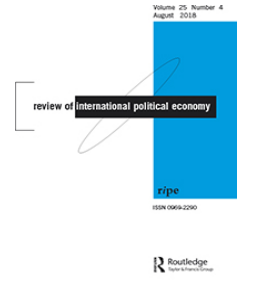 Volume 25 Number 4
August 2018
review of international political economy
ripe
ISSN 0969-2290
Routledge
Taylor & Francis Group